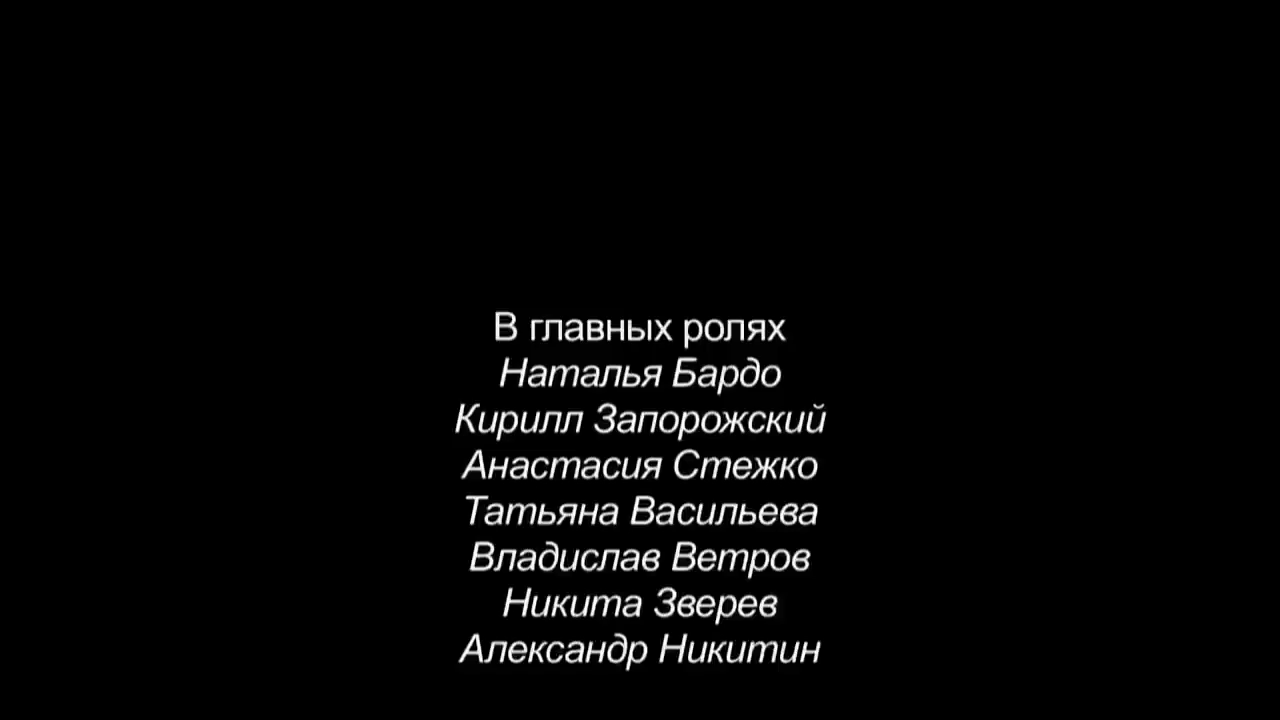 В главных ролях
Наталья Бардо
Кирилл Запорожский
Анастасия Стежко
Татьяна Васильева
Владислав Ветров
Никита Зверев
Александр Никитин